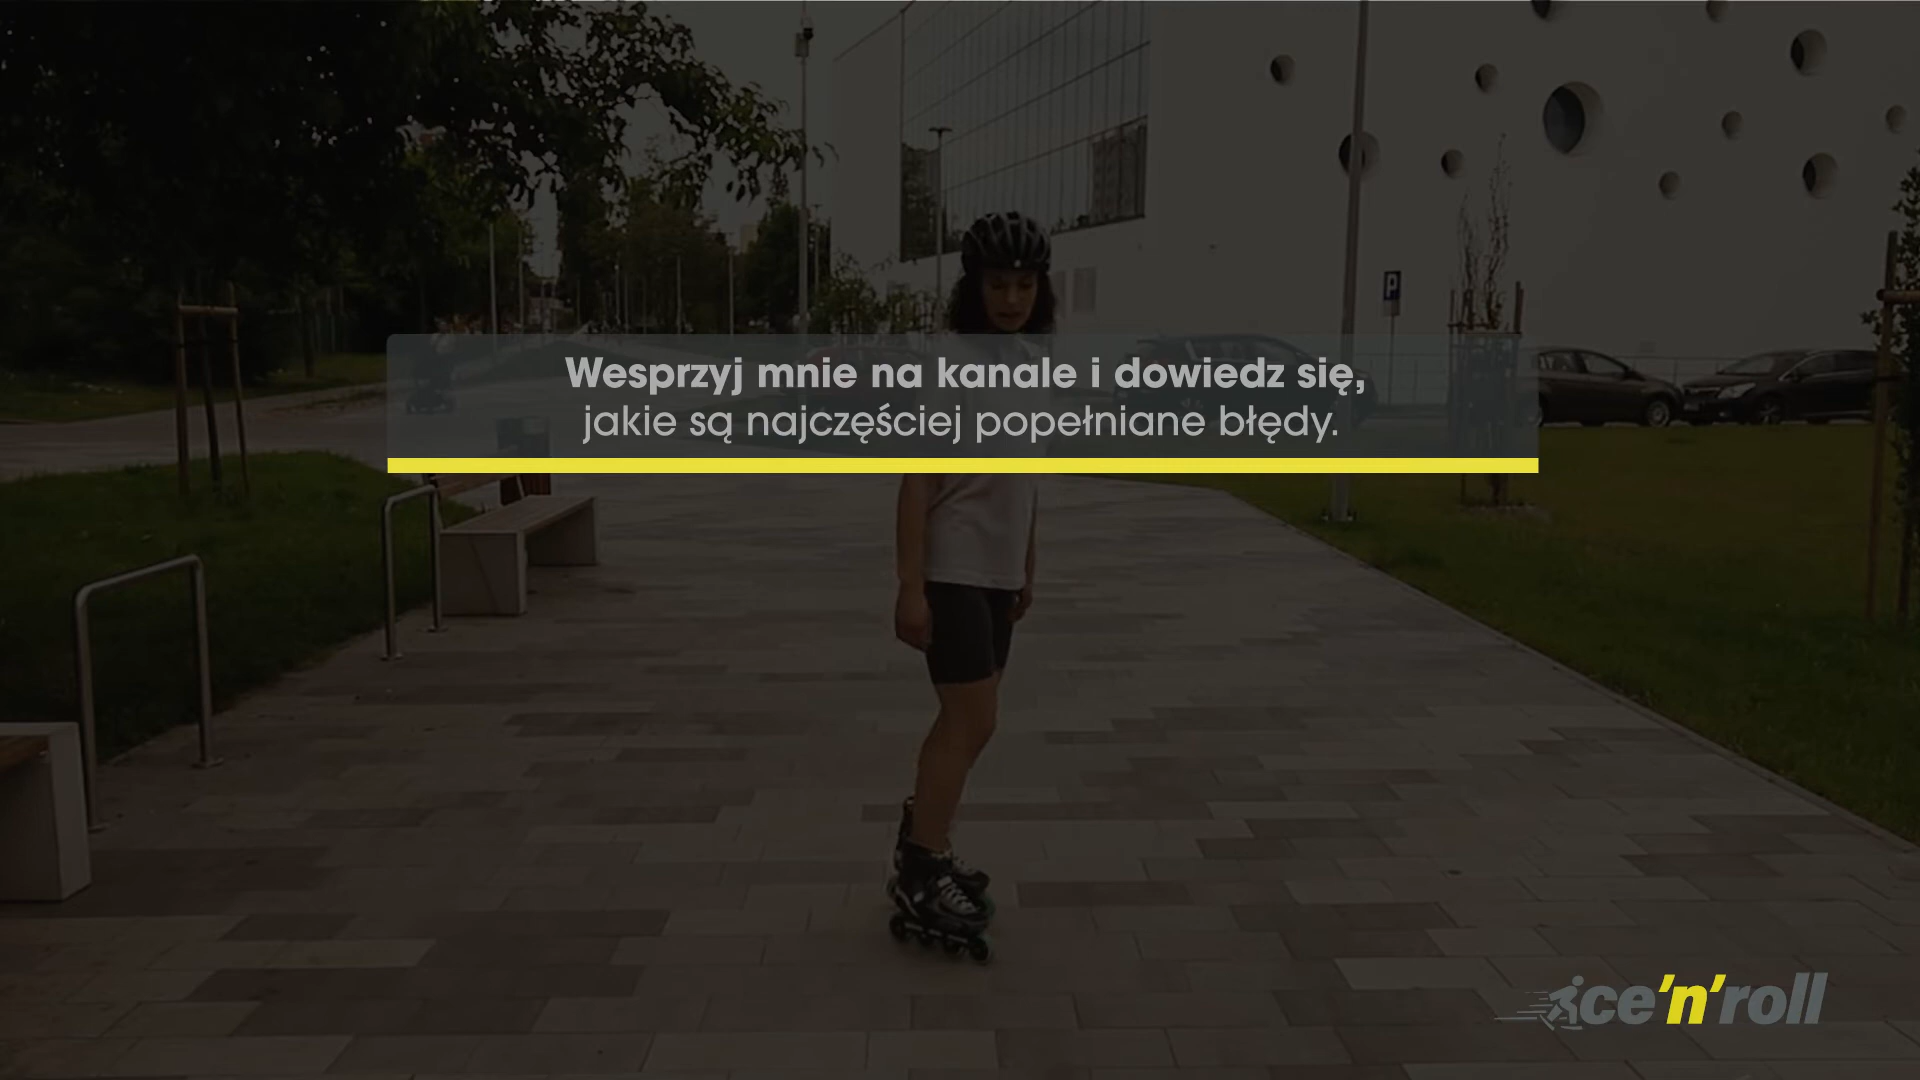 Wesprzyj mnie na kanale i dowiedz się,
jakie są najczęściej popełniane błędy.
P
ice'n'roll